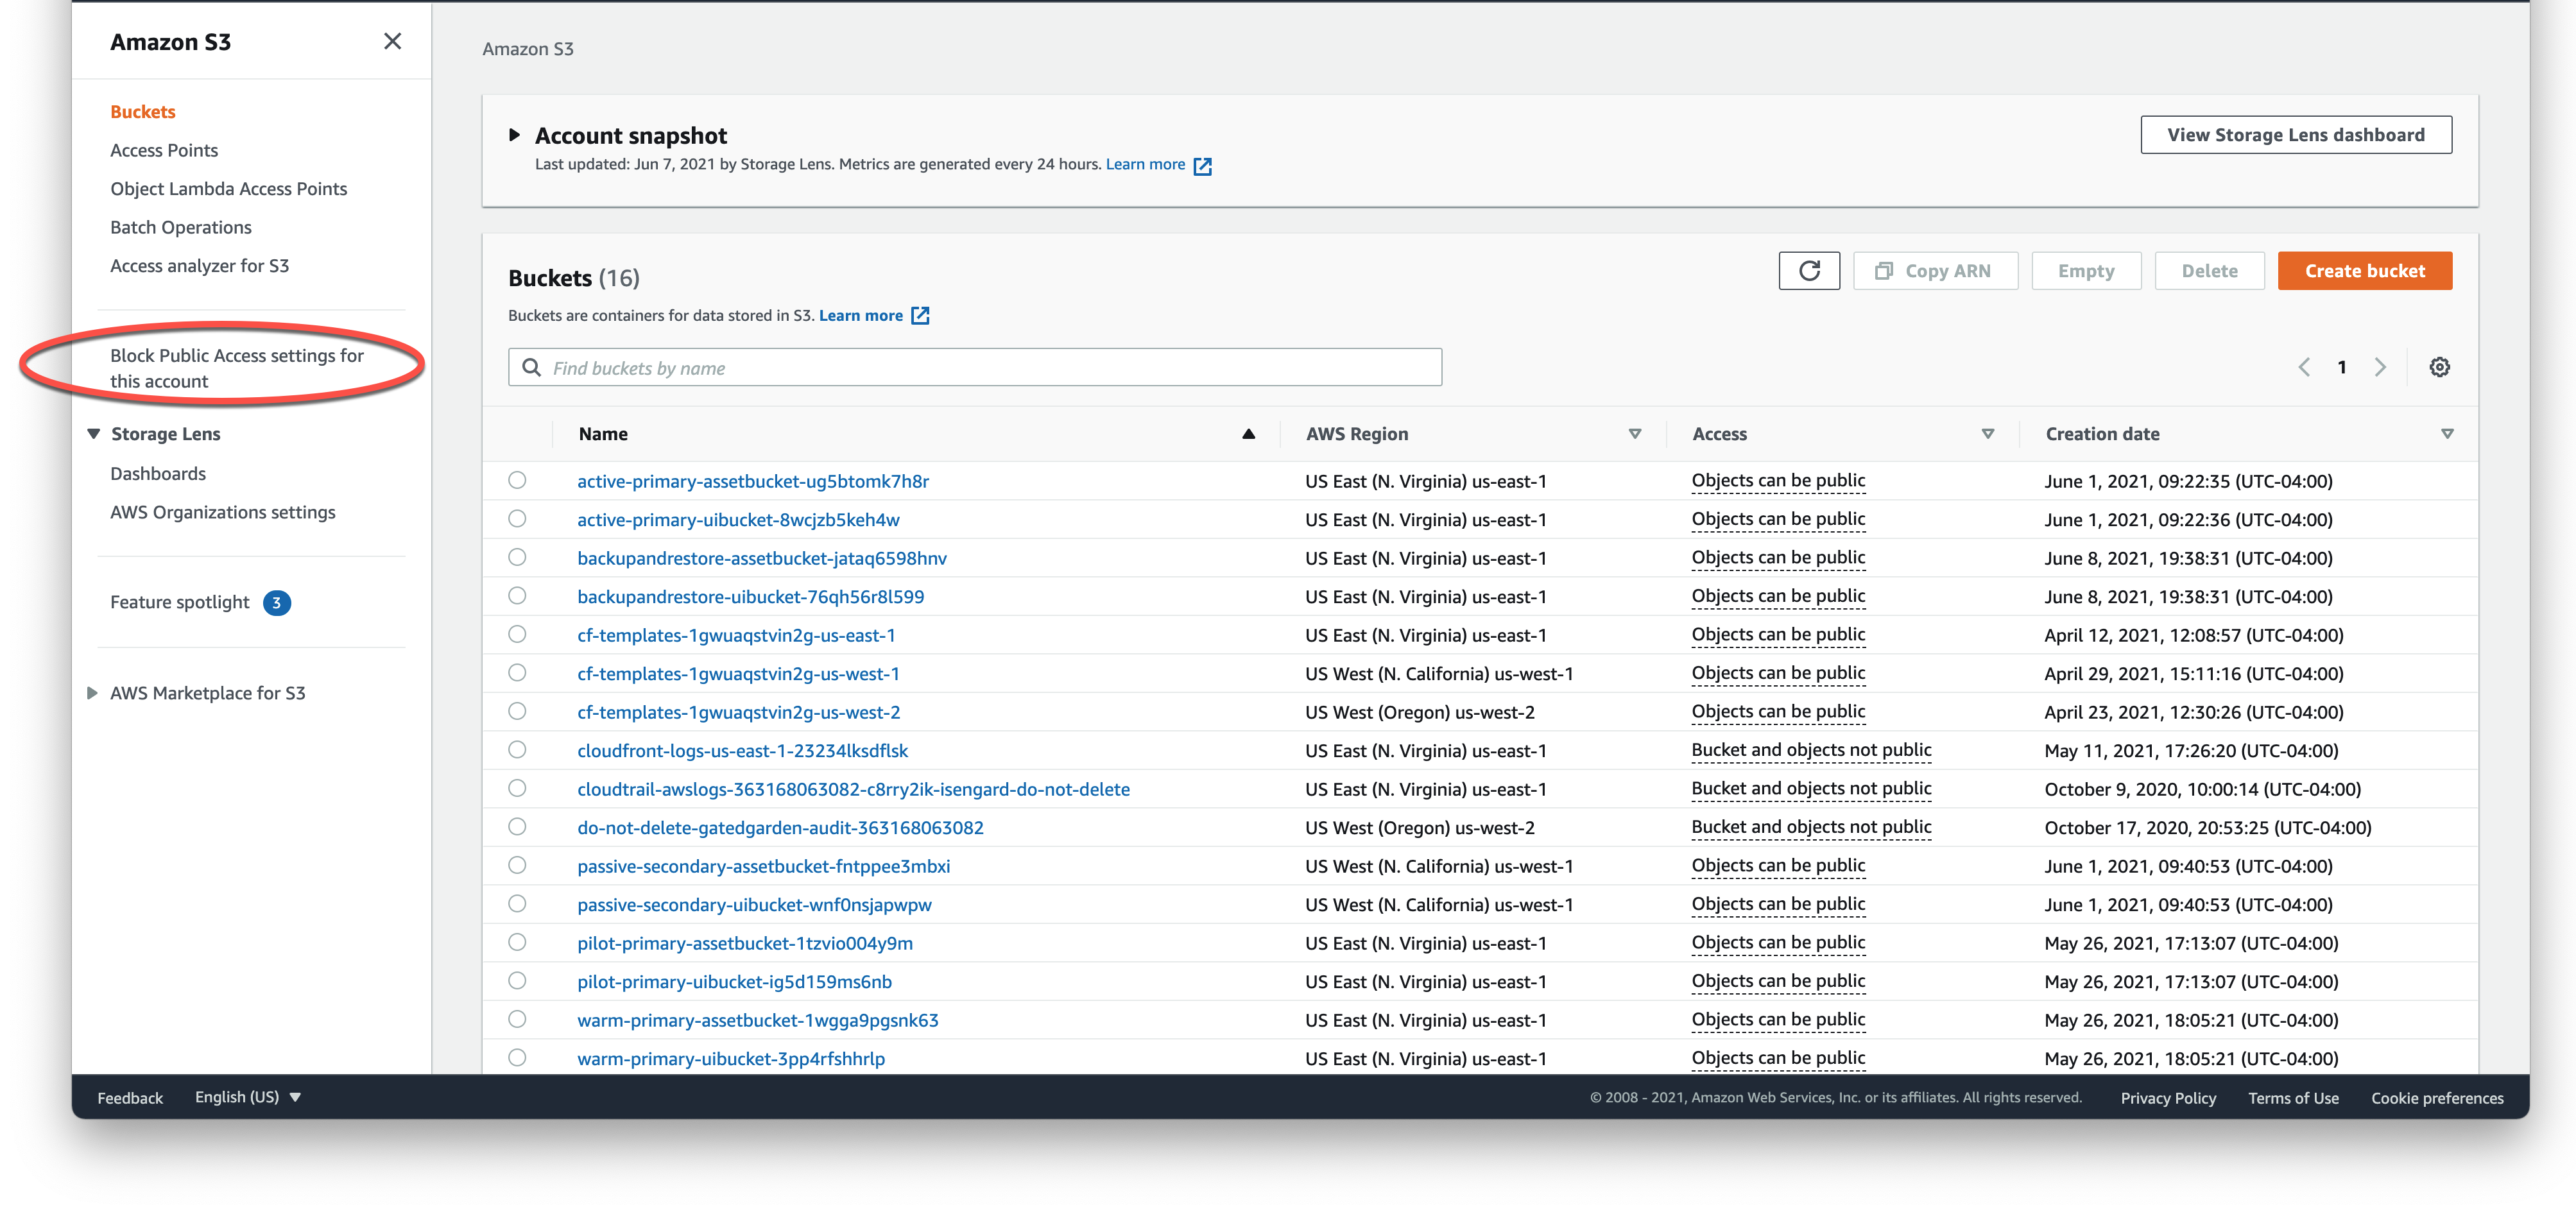 Amazon S3
Buckets
Access Points
Object Lambda Access Points
Batch Operations
Access analyzer for S3
Block Public Access settings for
this account
Storage Lens
Dashboards
AWS Organizations settings
Feature spotlight 3
AWS Marketplace for S3
Amazon S3
Account snapshot
Last updated: Jun 7, 2021 by Storage Lens. Metrics are generated every 24 hours. Learn more
View Storage Lens dashboard
Buckets (16)
Copy ARN Empty Delete Create bucket
Buckets are containers for data stored in S3. Learn more
Find buckets by name
1
Name AWS Region Access Creation date
active-primary-assetbucket-ug5btomk7h8r US East (N. Virginia) us-east-1 Objects can be public June 1, 2021, 09:22:35 (UTC-04:00)
active-primary-uibucket-8wcjzb5keh4w US East (N. Virginia) us-east-1 Objects can be public June 1, 2021, 09:22:36 (UTC-04:00)
backupandrestore-assetbucket-jataq6598hnv US East (N. Virginia) us-east-1 Objects can be public June 8, 2021, 19:38:31 (UTC-04:00)
backupandrestore-uibucket-76qh56r8l599 US East (N. Virginia) us-east-1 Objects can be public June 8, 2021, 19:38:31 (UTC-04:00)
cf-templates-1gwuaqstvin2g-us-east-1 US East (N. Virginia) us-east-1 Objects can be public April 12, 2021, 12:08:57 (UTC-04:00)
cf-templates-1gwuaqstvin2g-us-west-1 US West (N. California) us-west-1 Objects can be public April 29, 2021, 15:11:16 (UTC-04:00)
cf-templates-1gwuaqstvin2g-us-west-2 US West (Oregon) us-west-2 Objects can be public April 23, 2021, 12:30:26 (UTC-04:00)
cloudfront-logs-us-east-1-23234lksdflsk US East (N. Virginia) us-east-1 Bucket and objects not public May 11, 2021, 17:26:20 (UTC-04:00)
cloudtrail-awslogs-363168063082-c8rry2ik-isengard-do-not-delete US East (N. Virginia) us-east-1 Bucket and objects not public October 9, 2020, 10:00:14 (UTC-04:00)
do-not-delete-gatedgarden-audit-363168063082 US West (Oregon) us-west-2 Bucket and objects not public October 17, 2020, 20:53:25 (UTC-04:00)
passive-secondary-assetbucket-fntppee3mbxi US West (N. California) us-west-1 Objects can be public June 1, 2021, 09:40:53 (UTC-04:00)
passive-secondary-uibucket-wnf0nsjapwpw US West (N. California) us-west-1 Objects can be public June 1, 2021, 09:40:53 (UTC-04:00)
pilot-primary-assetbucket-1tzvio004y9m US East (N. Virginia) us-east-1 Objects can be public May 26, 2021, 17:13:07 (UTC-04:00)
pilot-primary-uibucket-ig5d159ms6nb US East (N. Virginia) us-east-1 Objects can be public May 26, 2021, 17:13:07 (UTC-04:00)
warm-primary-assetbucket-1wgga9pgsnk63 US East (N. Virginia) us-east-1 Objects can be public May 26, 2021, 18:05:21 (UTC-04:00)
warm-primary-uibucket-3pp4rfshhrlp US East (N. Virginia) us-east-1 Objects can be public May 26, 2021, 18:05:21 (UTC-04:00)
Feedback English (US) © 2008 - 2021, Amazon Web Services, Inc. or its affiliates. All rights reserved. Privacy Policy Terms of Use Cookie preferences